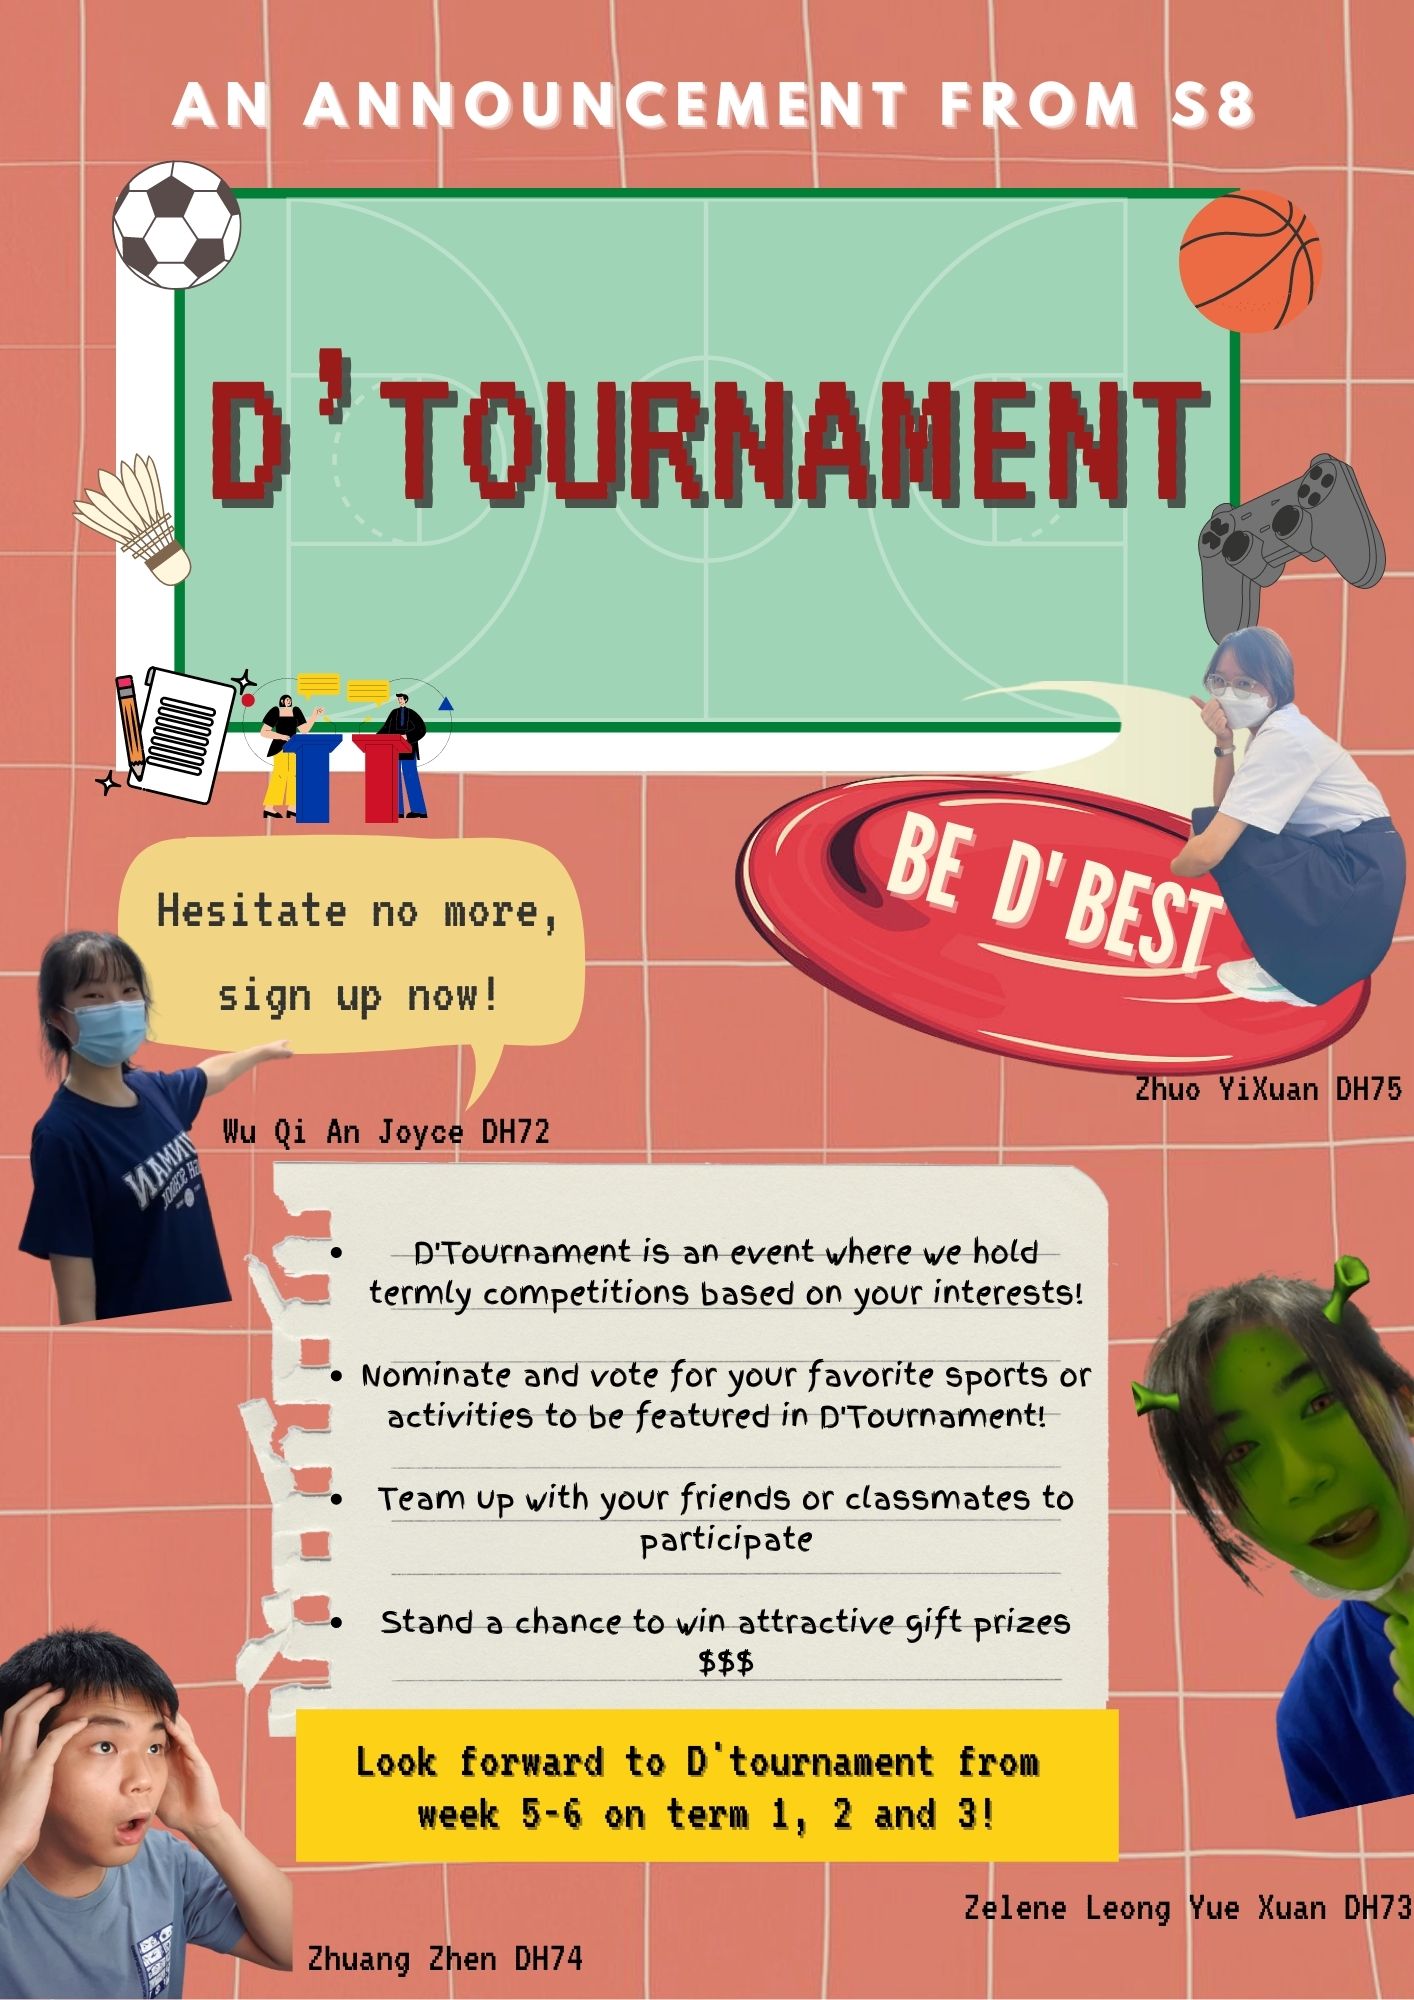 AN ANNOUNCEMENT FROM S8
D'TOURNAMENT
BE D'BEST
Hesitate no more,
sign up now!
Zhuo YiXuan DH75
Wu Qi An Joyce DH72
D'Tournament is an event where we hold
termly competitions based on your interests!
Nominate and vote for your favorite sports or
activities to be featured in D'Tournament!
Team up with your friends or classmates to
participate
Stand a chance to win attractive gift prizes
$$$
Look forward to D'tournament from
week 5-6 on term 1, 2 and 3!
Zelene Leong Yue Xuan DH73
Zhuang Zhen DH74